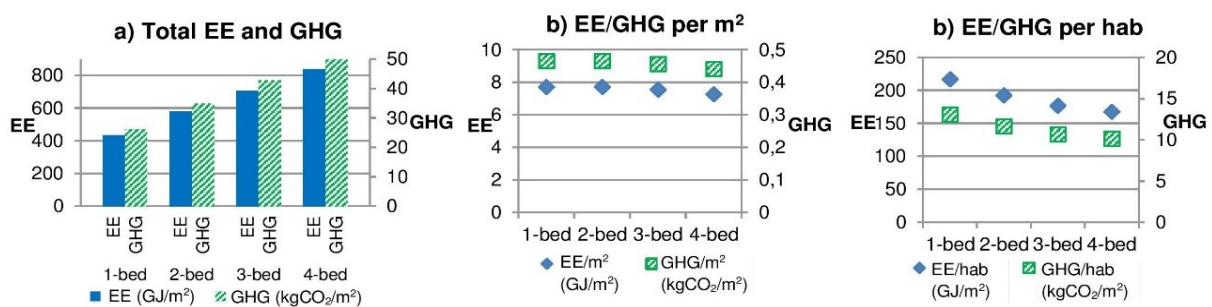 a) Total EE and GHG
EE
800
600
400
200
0
50
40
30
20
10
0
GHG
EE GHG EE GHG EE GHG EE GHG
1-bed 2-bed 3-bed 4-bed
EE (GJ/m²) GHG (kgCO₂/m²)
b) EE/GHG per m²
EE
10
8
6
4
2
0
0,5
0,4
0,3
0,2
0,1
0
GHG
1-bed 2-bed 3-bed 4-bed
EE/m² GHG/m²
(GJ/m²) (kgCO₂/m²)
b) EE/GHG per hab
EE
250
200
150
100
50
0
20
15
10
5
0
GHG
1-bed 2-bed 3-bed 4-bed
EE/hab GHG/hab
(GJ/m²) (kgCO₂/m²)